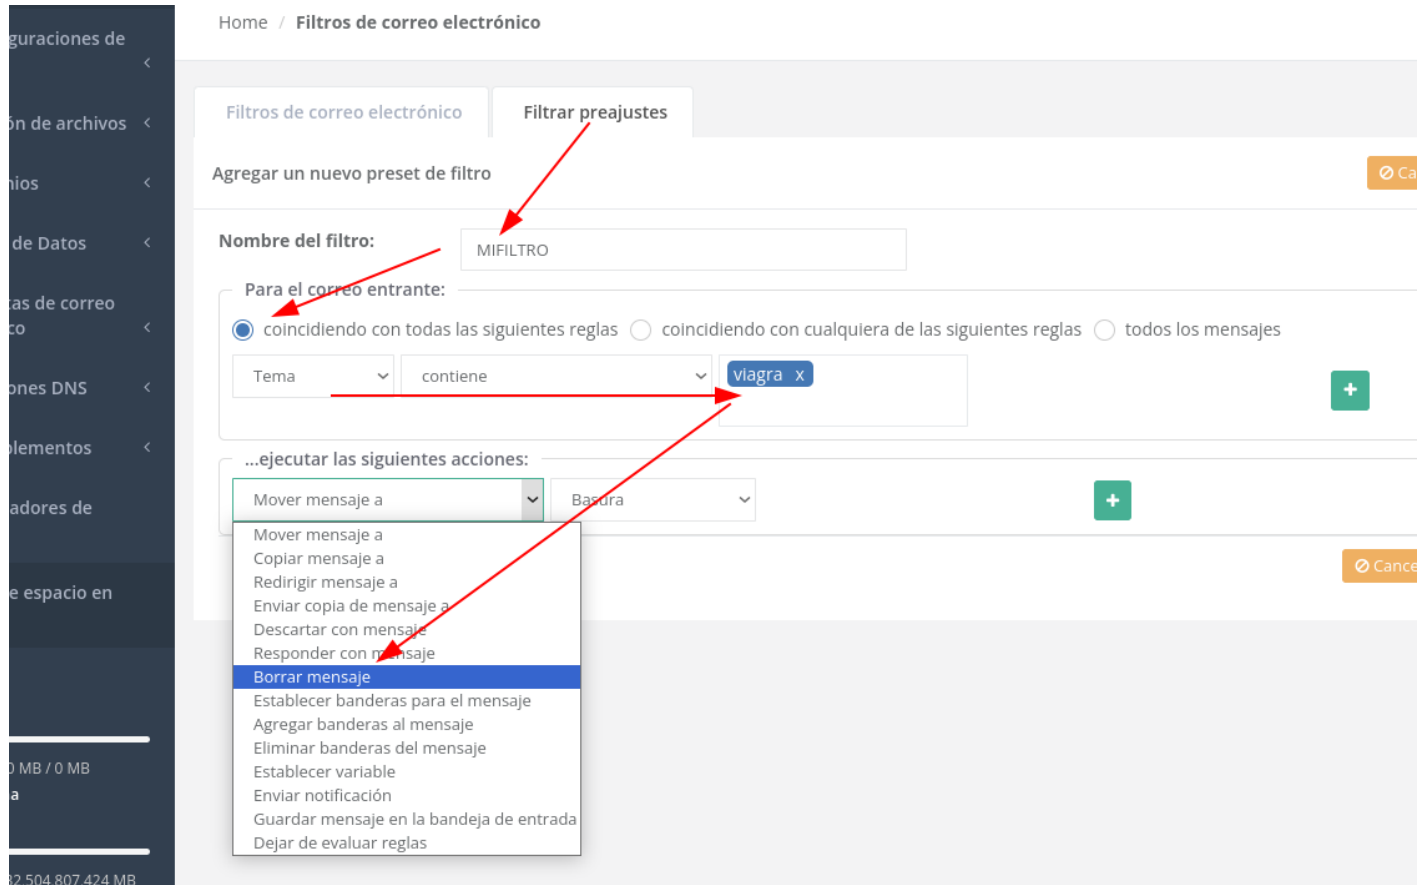 Home / Filtros de correo electrónico
guraciones de
ón de archivos
nios
de Datos
tas de correo
co
ones DNS
plementos
adores de
e espacio en
0 MB / 0 MB
a
32.504.807.424 MB
Filtros de correo electrónico
Filtrar preajustes
Agregar un nuevo preset de filtro
Ca
Nombre del filtro:
MIFILTRO
Para el correo entrante:
coincidiendo con todas las siguientes reglas
coincidiendo con cualquiera de las siguientes reglas
todos los mensajes
Tema
contiene
viagra x
...ejecutar las siguientes acciones:
Mover mensaje a
Basura
Mover mensaje a
Copiar mensaje a
Redirigir mensaje a
Enviar copia de mensaje a
Descartar con mensaje
Responder con mensaje
Borrar mensaje
Establecer banderas para el mensaje
Agregar banderas al mensaje
Eliminar banderas del mensaje
Establecer variable
Enviar notificación
Guardar mensaje en la bandeja de entrada
Dejar de evaluar reglas
Cance